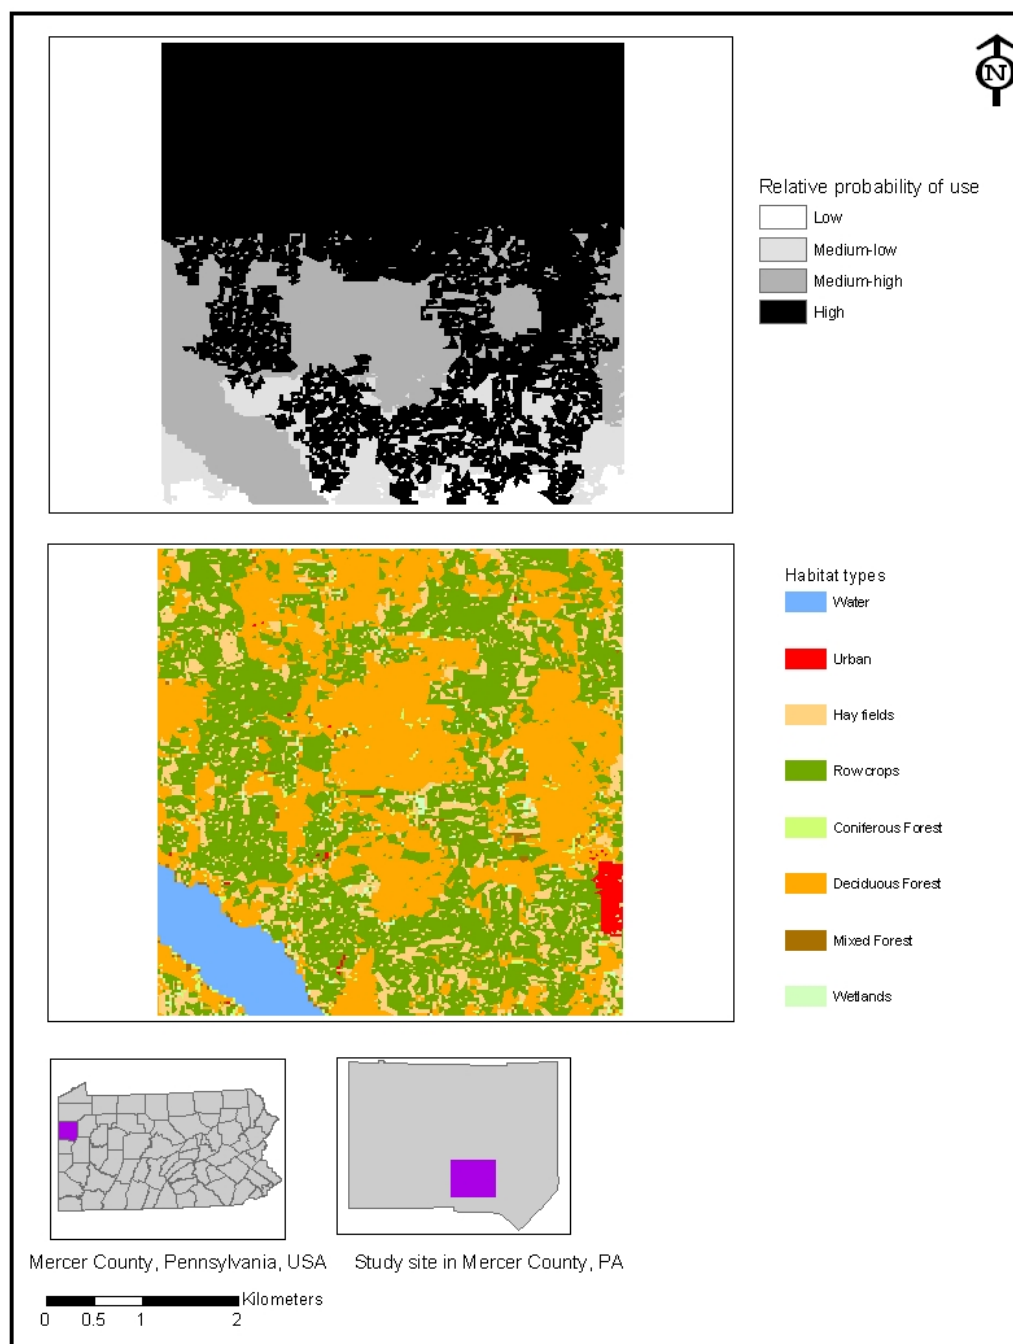 N
Relative probability of use
Low
Medium-low
Medium-high
High
Habitat types
Water
Urban
Hay fields
Row crops
Coniferous Forest
Deciduous Forest
Mixed Forest
Wetlands
Mercer County, Pennsylvania, USA
Study site in Mercer County, PA
Kilometers
0 0.5 1 2